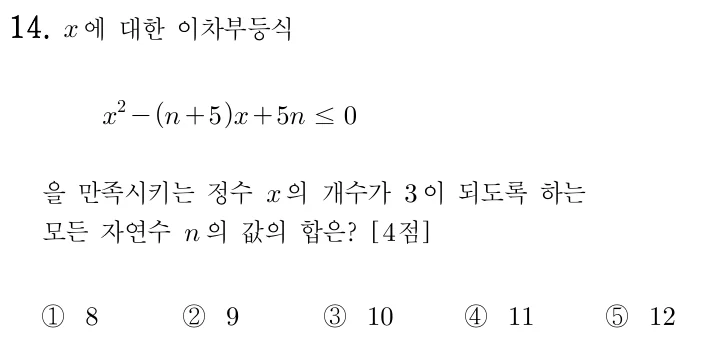 14. x에 대한 이차부등식
x²-(n+5)x+5n ≤ 0
을 만족시키는 정수 x의 개수가 3이 되도록 하는
모든 자연수 n의 값의 합은? [4점]
① 8 ② 9 ③ 10 ④ 11 ⑤ 12